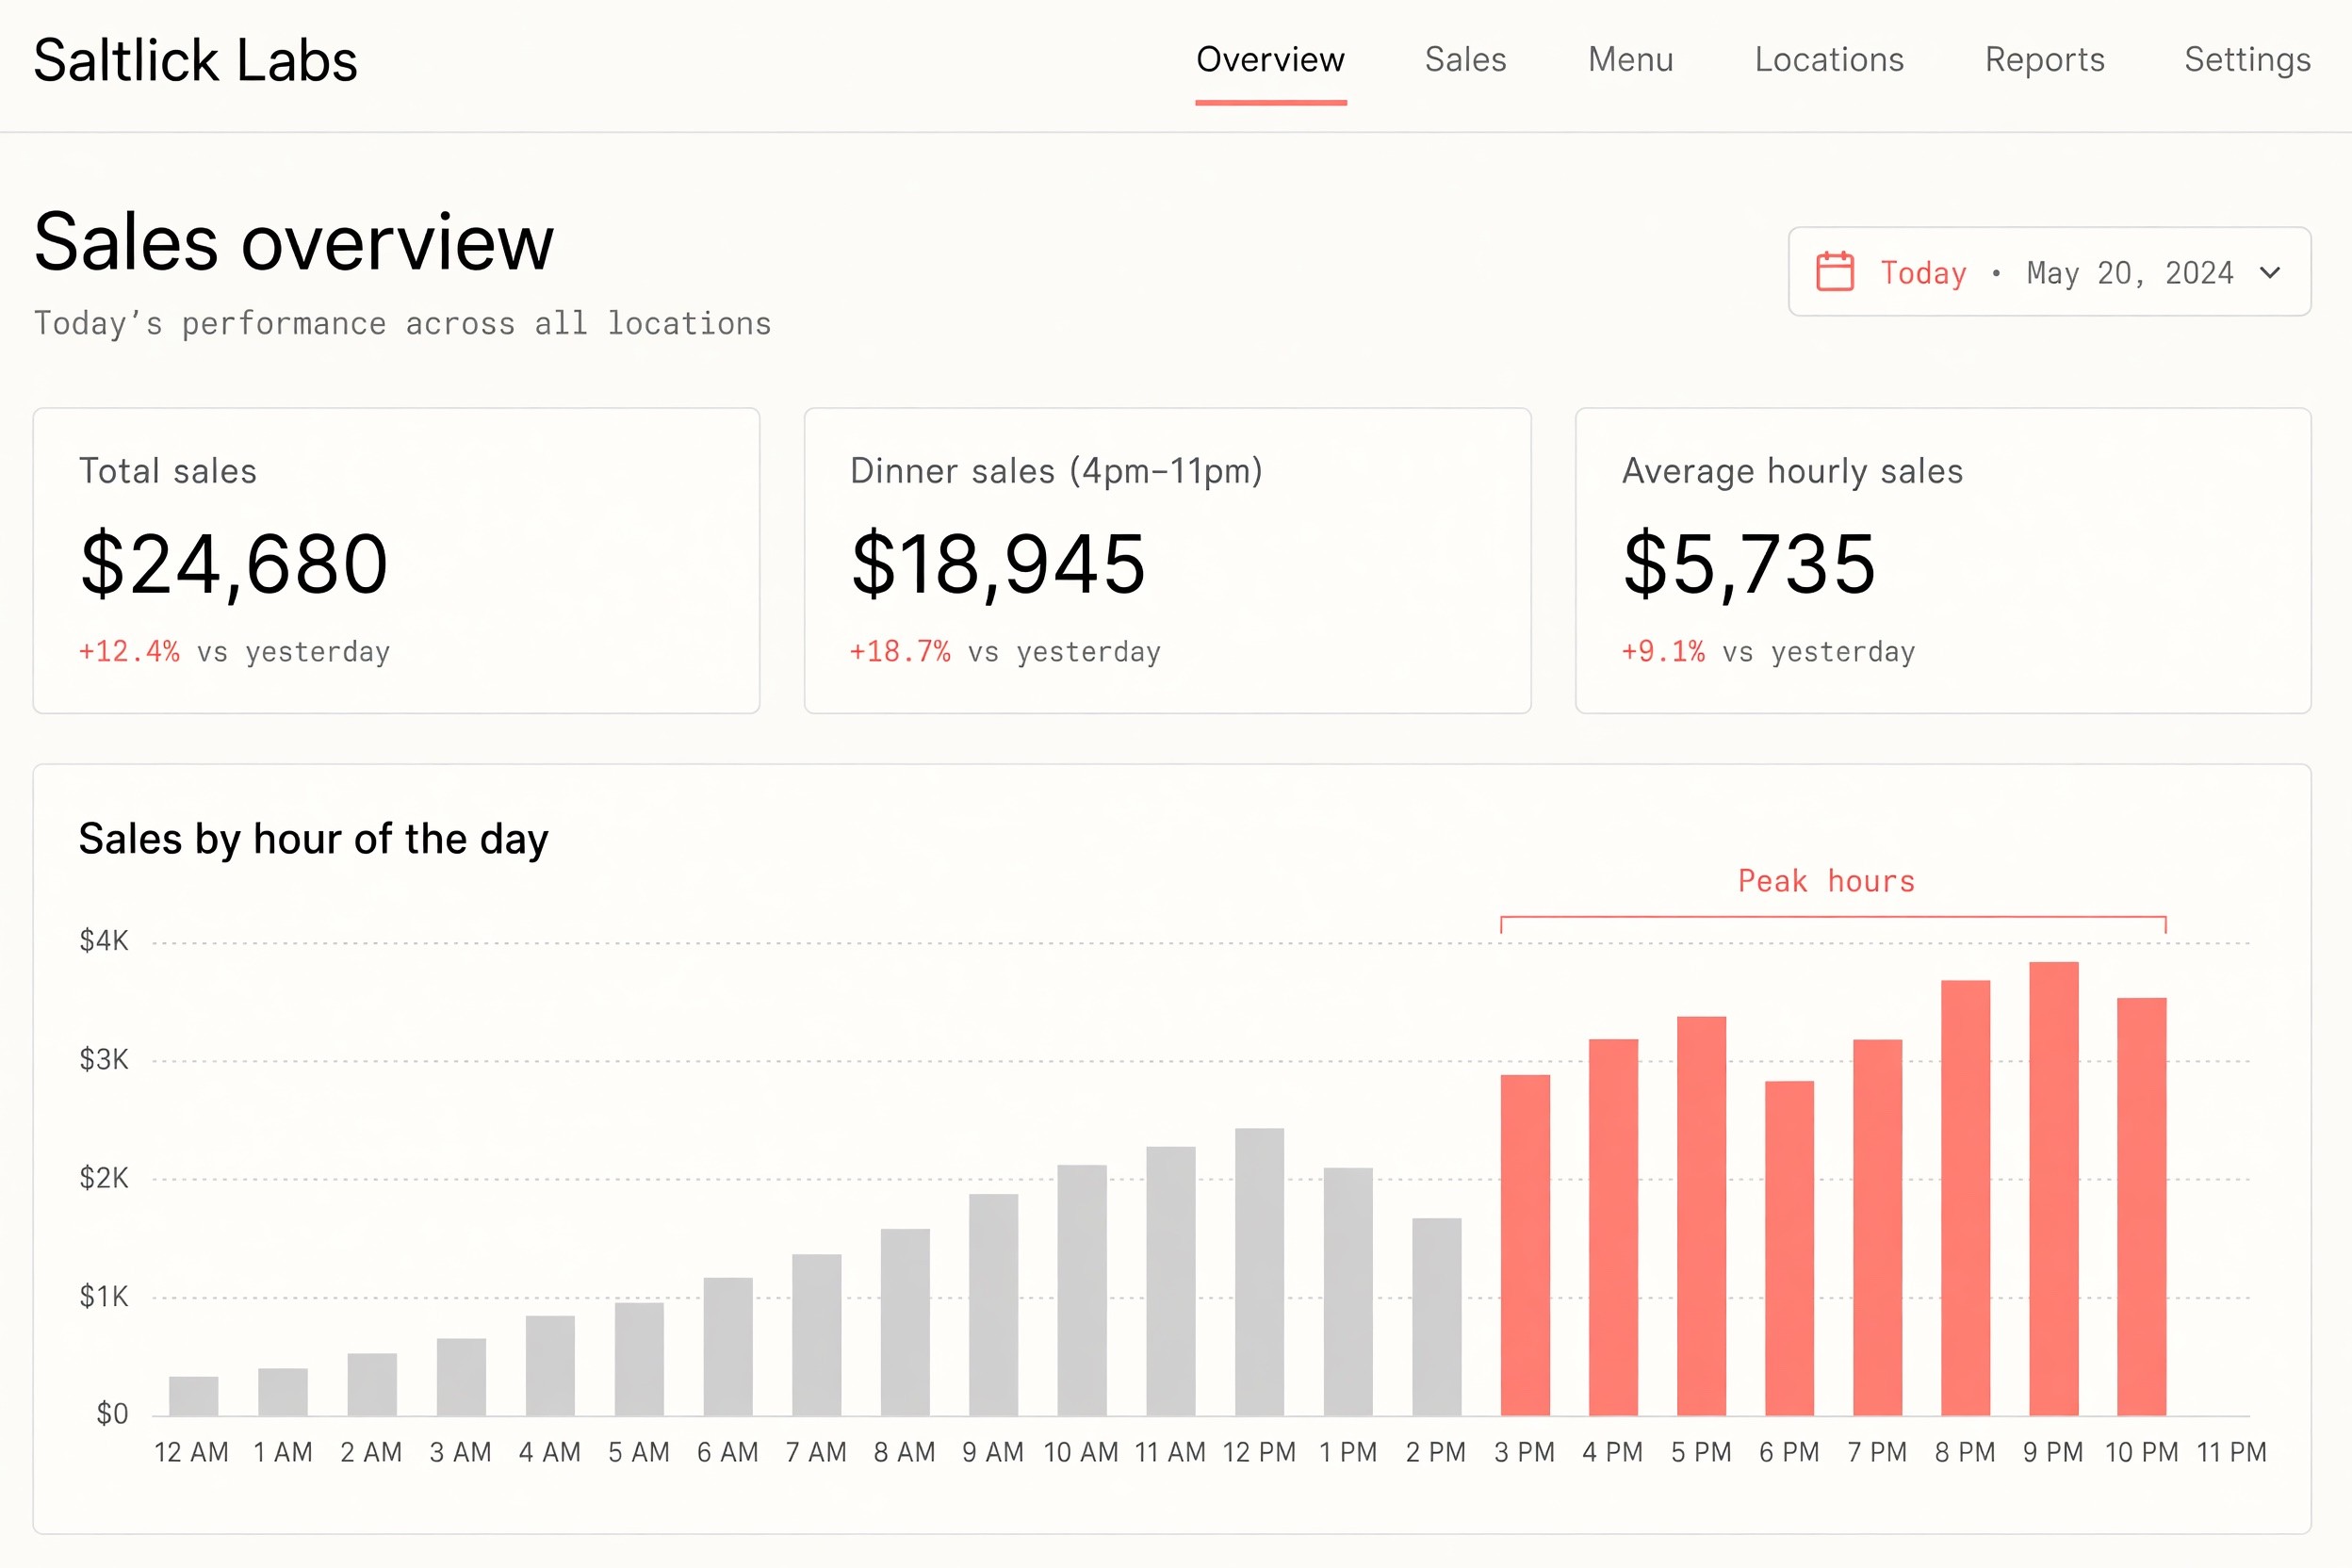 Saltlick Labs
Overview Sales Menu Locations Reports Settings
Sales overview
Today • May 20, 2024
Today's performance across all locations
Total sales
$24,680
+12.4% vs yesterday
Dinner sales (4pm–11pm)
$18,945
+18.7% vs yesterday
Average hourly sales
$5,735
+9.1% vs yesterday
Sales by hour of the day
Peak hours
$4K
$3K
$2K
$1K
$0
12 AM 1 AM 2 AM 3 AM 4 AM 5 AM 6 AM 7 AM 8 AM 9 AM 10 AM 11 AM 12 PM 1 PM 2 PM 3 PM 4 PM 5 PM 6 PM 7 PM 8 PM 9 PM 10 PM 11 PM